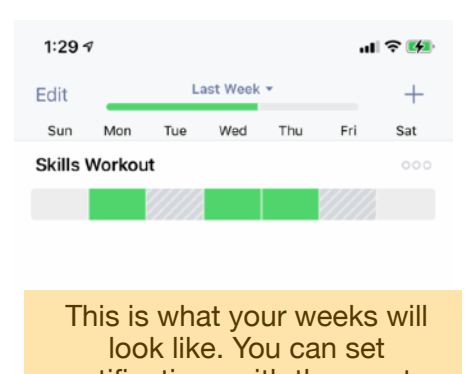 1:29
Edit
Last Week
+
Sun Mon Tue Wed Thu Fri Sat
Skills Workout
This is what your weeks will
look like. You can set